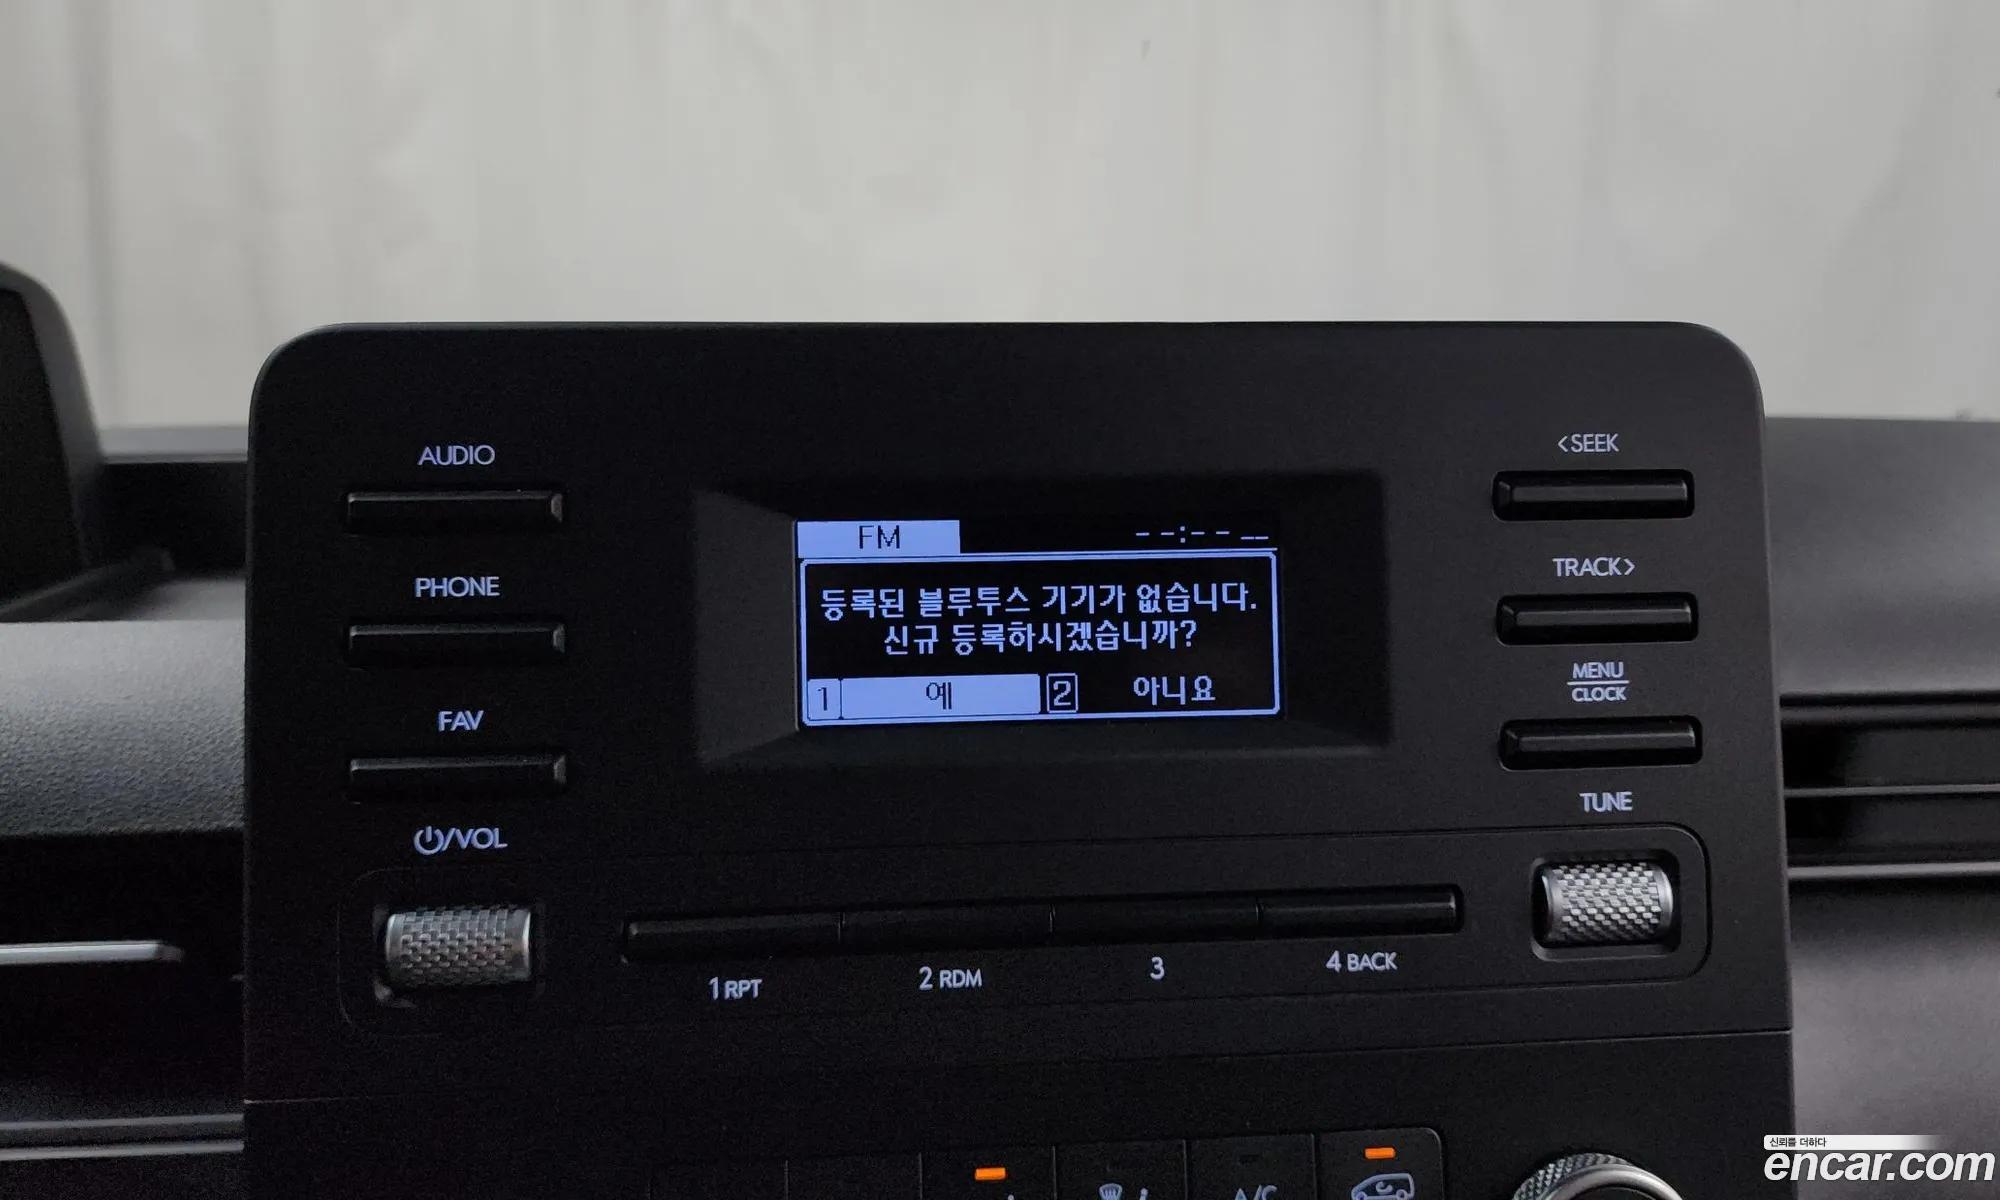 AUDIO
<SEEK
FM --:-- --
등록된 블루투스 기기가 없습니다.
신규 등록하시겠습니까?
1 예 2 아니요
TRACK>
PHONE
MENU
CLOCK
FAV
TUNE
/VOL
1 RPT
2 RDM
3
4 BACK
A/C
신뢰를 더하다
encar.com